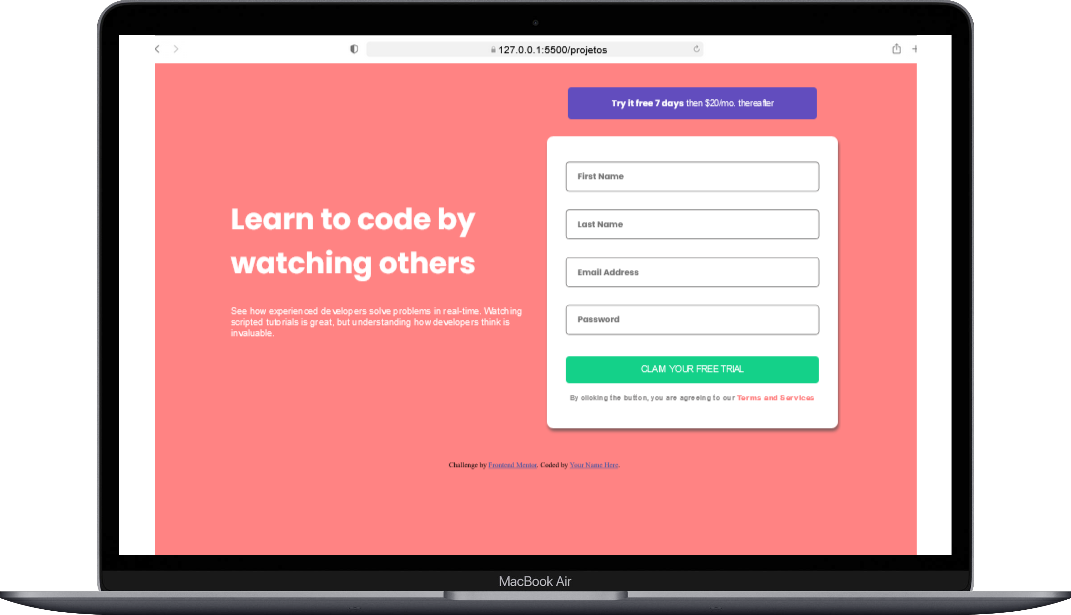 127.0.0.1:5500/projetos
Try it free 7 days then $20/mo. thereafter
Learn to code by
watching others
See how experienced developers solve problems in real-time. Watching
scripted tutorials is great, but understanding how developers think is
invaluable.
First Name
Last Name
Email Address
Password
CLAIM YOUR FREE TRIAL
By clicking the button, you are agreeing to our Terms and Services
Challenge by Frontend Mentor. Coded by Your Name Here.
MacBook Air